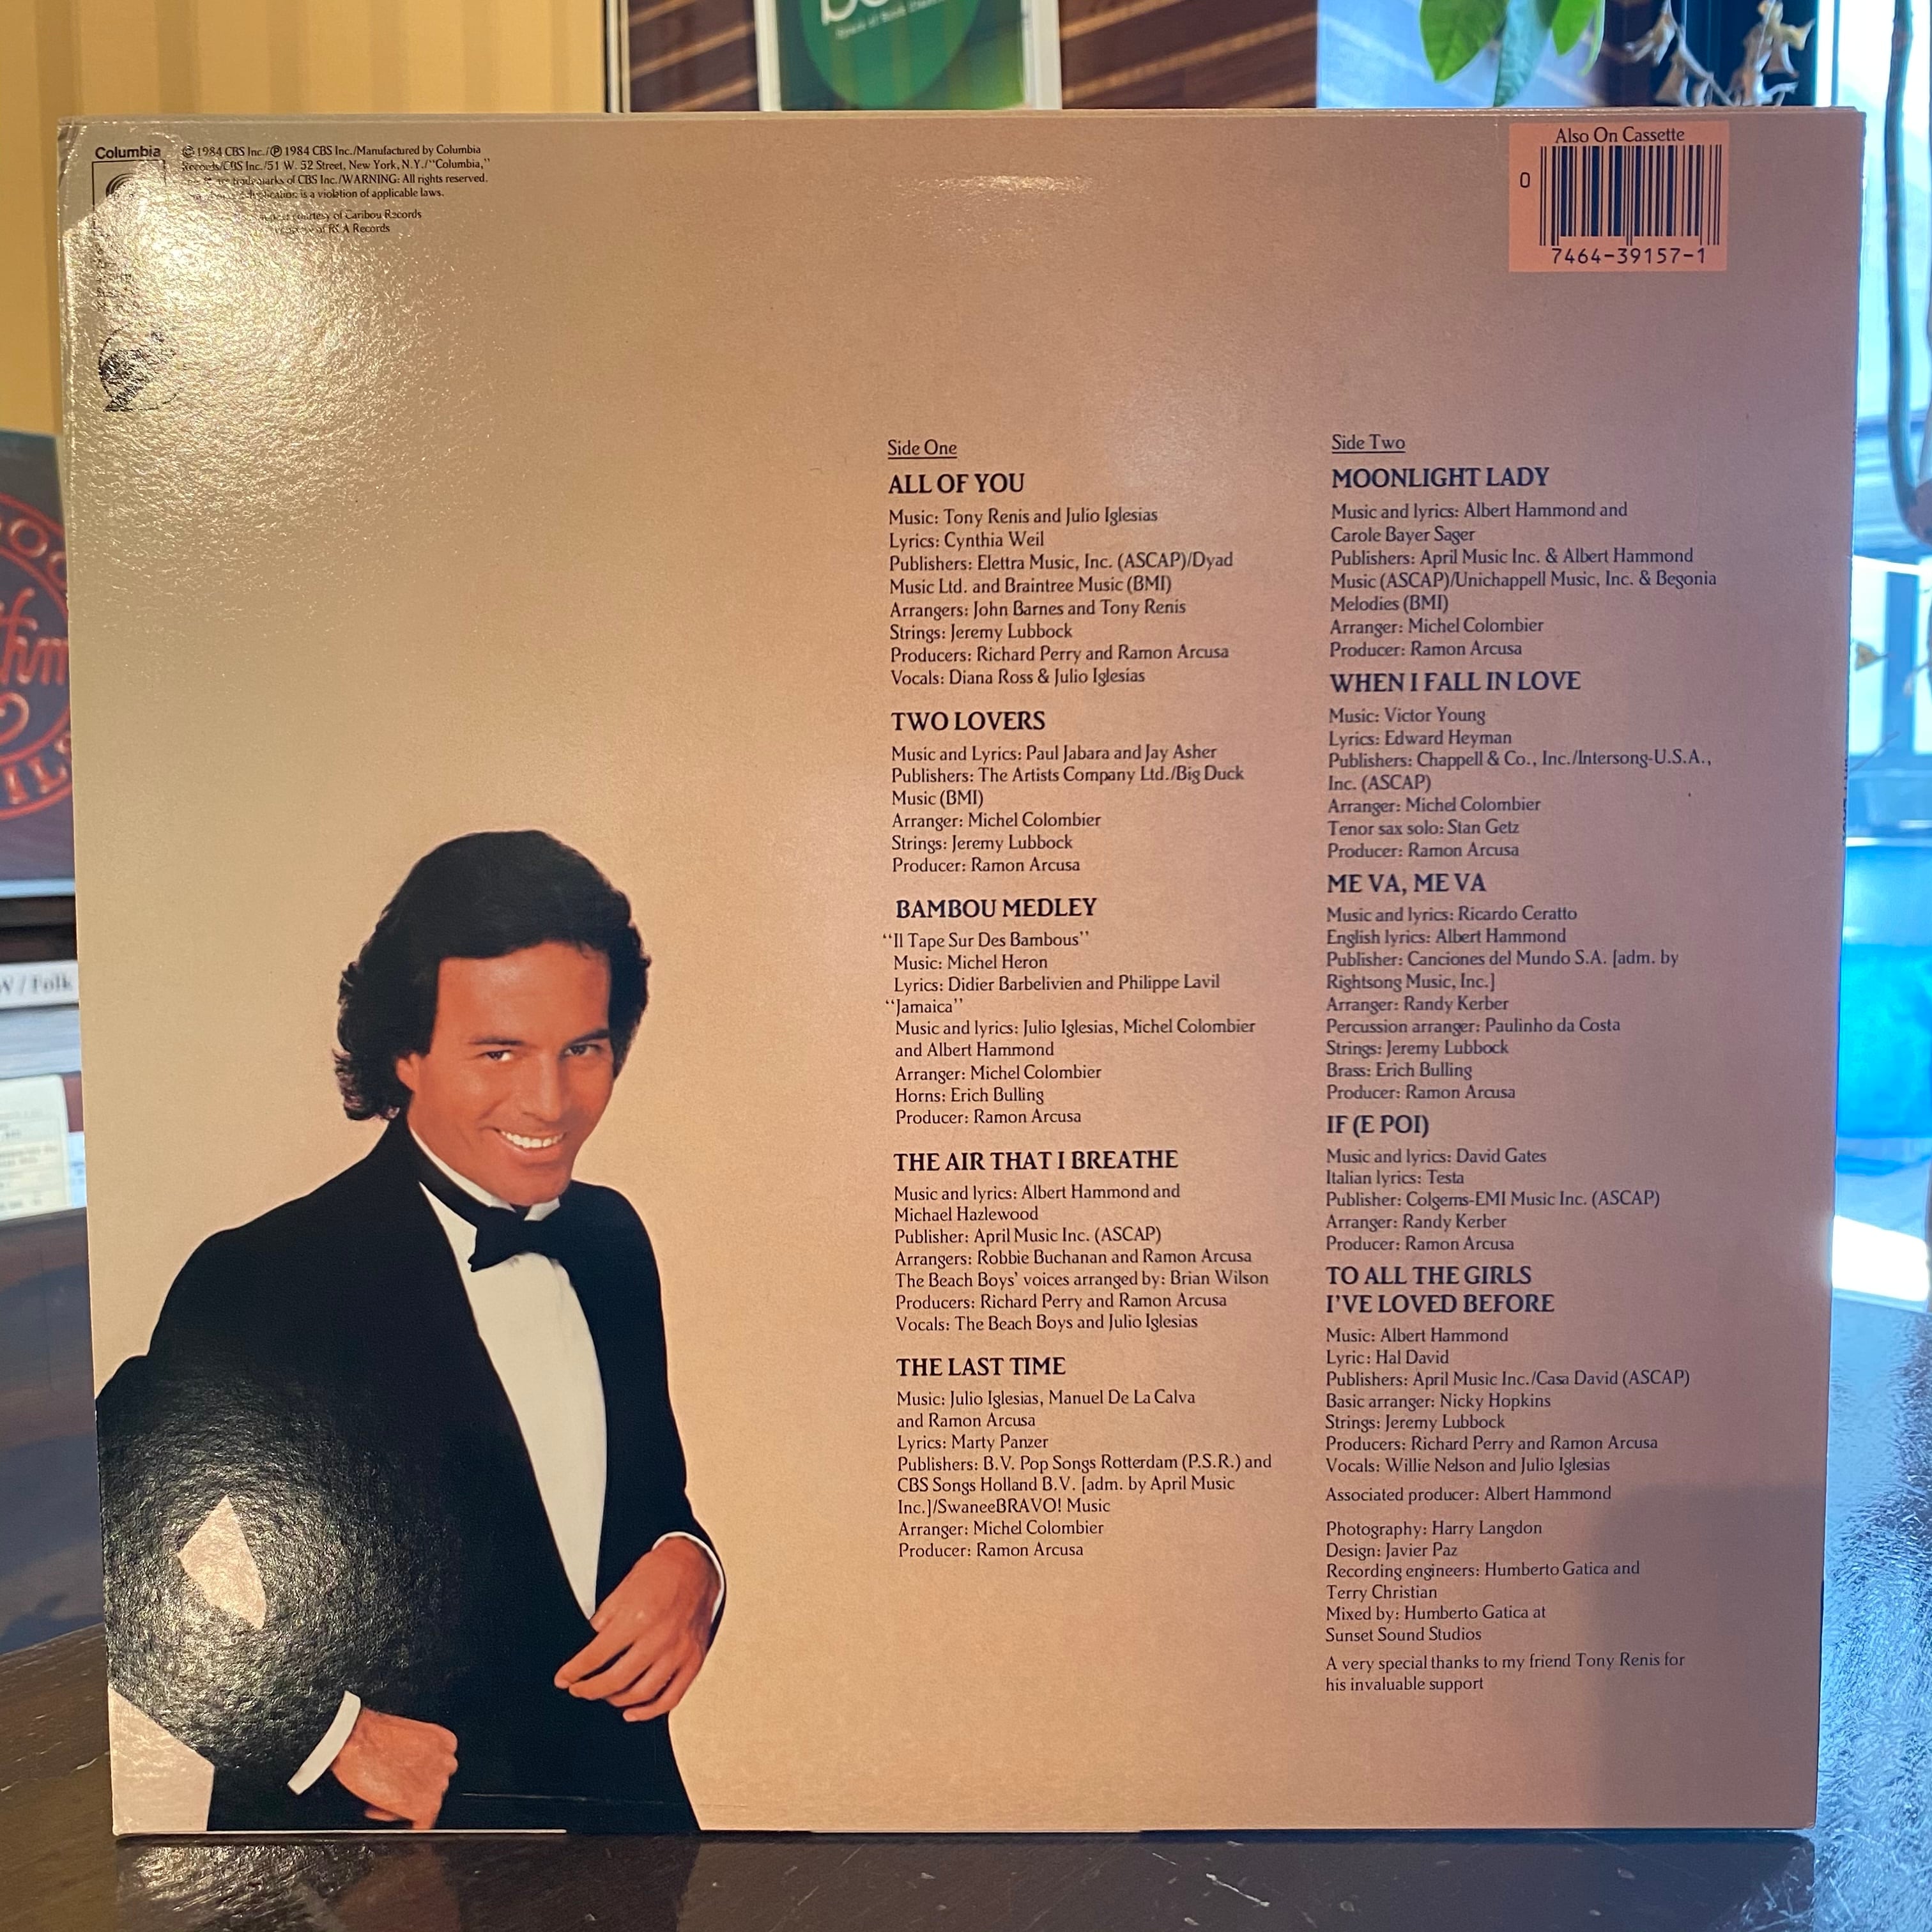 Columbia
© 1984 CBS Inc./℗ 1984 CBS Inc./Manufactured by Columbia
Records/CBS Inc./51 W. 52 Street, New York, N.Y./"Columbia,"
trademarks of CBS Inc./WARNING: All rights reserved.
is a violation of applicable laws.
courtesy of Caribou Records
of RCA Records
Also On Cassette
0
7464-39157-1
Side One
ALL OF YOU
Music: Tony Renis and Julio Iglesias
Lyrics: Cynthia Weil
Publishers: Elettra Music, Inc. (ASCAP)/Dyad
Music Ltd. and Braintree Music (BMI)
Arrangers: John Barnes and Tony Renis
Strings: Jeremy Lubbock
Producers: Richard Perry and Ramon Arcusa
Vocals: Diana Ross & Julio Iglesias
TWO LOVERS
Music and Lyrics: Paul Jabara and Jay Asher
Publishers: The Artists Company Ltd./Big Duck
Music (BMI)
Arranger: Michel Colombier
Strings: Jeremy Lubbock
Producer: Ramon Arcusa
BAMBOU MEDLEY
"Il Tape Sur Des Bambous"
Music: Michel Heron
Lyrics: Didier Barbelivien and Philippe Lavil
"Jamaica"
Music and lyrics: Julio Iglesias, Michel Colombier
and Albert Hammond
Arranger: Michel Colombier
Horns: Erich Bulling
Producer: Ramon Arcusa
THE AIR THAT I BREATHE
Music and lyrics: Albert Hammond and
Michael Hazlewood
Publisher: April Music Inc. (ASCAP)
Arrangers: Robbie Buchanan and Ramon Arcusa
The Beach Boys' voices arranged by: Brian Wilson
Producers: Richard Perry and Ramon Arcusa
Vocals: The Beach Boys and Julio Iglesias
THE LAST TIME
Music: Julio Iglesias, Manuel De La Calva
and Ramon Arcusa
Lyrics: Marty Panzer
Publishers: B.V. Pop Songs Rotterdam (P.S.R.) and
CBS Songs Holland B.V. [adm. by April Music
Inc.]/SwaneeBRAVO! Music
Arranger: Michel Colombier
Producer: Ramon Arcusa
Side Two
MOONLIGHT LADY
Music and lyrics: Albert Hammond and
Carole Bayer Sager
Publishers: April Music Inc. & Albert Hammond
Music (ASCAP)/Unichappell Music, Inc. & Begonia
Melodies (BMI)
Arranger: Michel Colombier
Producer: Ramon Arcusa
WHEN I FALL IN LOVE
Music: Victor Young
Lyrics: Edward Heyman
Publishers: Chappell & Co., Inc./Intersong-U.S.A.,
Inc. (ASCAP)
Arranger: Michel Colombier
Tenor sax solo: Stan Getz
Producer: Ramon Arcusa
ME VA, ME VA
Music and lyrics: Ricardo Ceratto
English lyrics: Albert Hammond
Publisher: Canciones del Mundo S.A. [adm. by
Rightsong Music, Inc.]
Arranger: Randy Kerber
Percussion arranger: Paulinho da Costa
Strings: Jeremy Lubbock
Brass: Erich Bulling
Producer: Ramon Arcusa
IF (E POI)
Music and lyrics: David Gates
Italian lyrics: Testa
Publisher: Colgems-EMI Music Inc. (ASCAP)
Arranger: Randy Kerber
Producer: Ramon Arcusa
TO ALL THE GIRLS
I'VE LOVED BEFORE
Music: Albert Hammond
Lyric: Hal David
Publishers: April Music Inc./Casa David (ASCAP)
Basic arranger: Nicky Hopkins
Strings: Jeremy Lubbock
Producers: Richard Perry and Ramon Arcusa
Vocals: Willie Nelson and Julio Iglesias
Associated producer: Albert Hammond
Photography: Harry Langdon
Design: Javier Paz
Recording engineers: Humberto Gatica and
Terry Christian
Mixed by: Humberto Gatica at
Sunset Sound Studios
A very special thanks to my friend Tony Renis for
his invaluable support
/ Folk